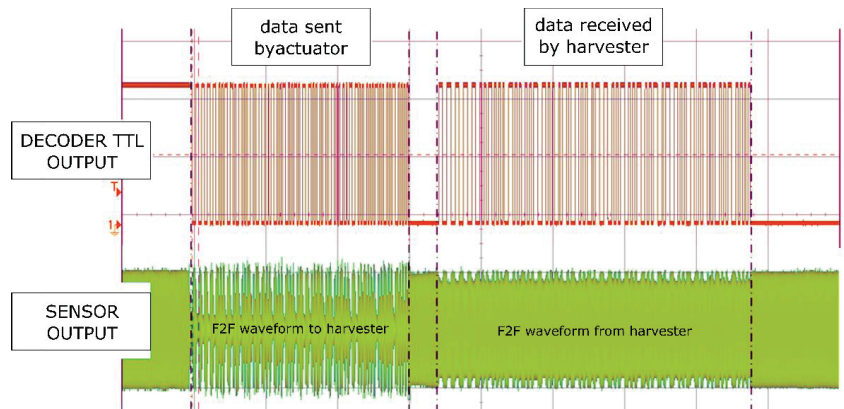 data sent
byactuator
data received
by harvester
DECODER TTL
OUTPUT
T
1
SENSOR
OUTPUT
F2F waveform to harvester
F2F waveform from harvester